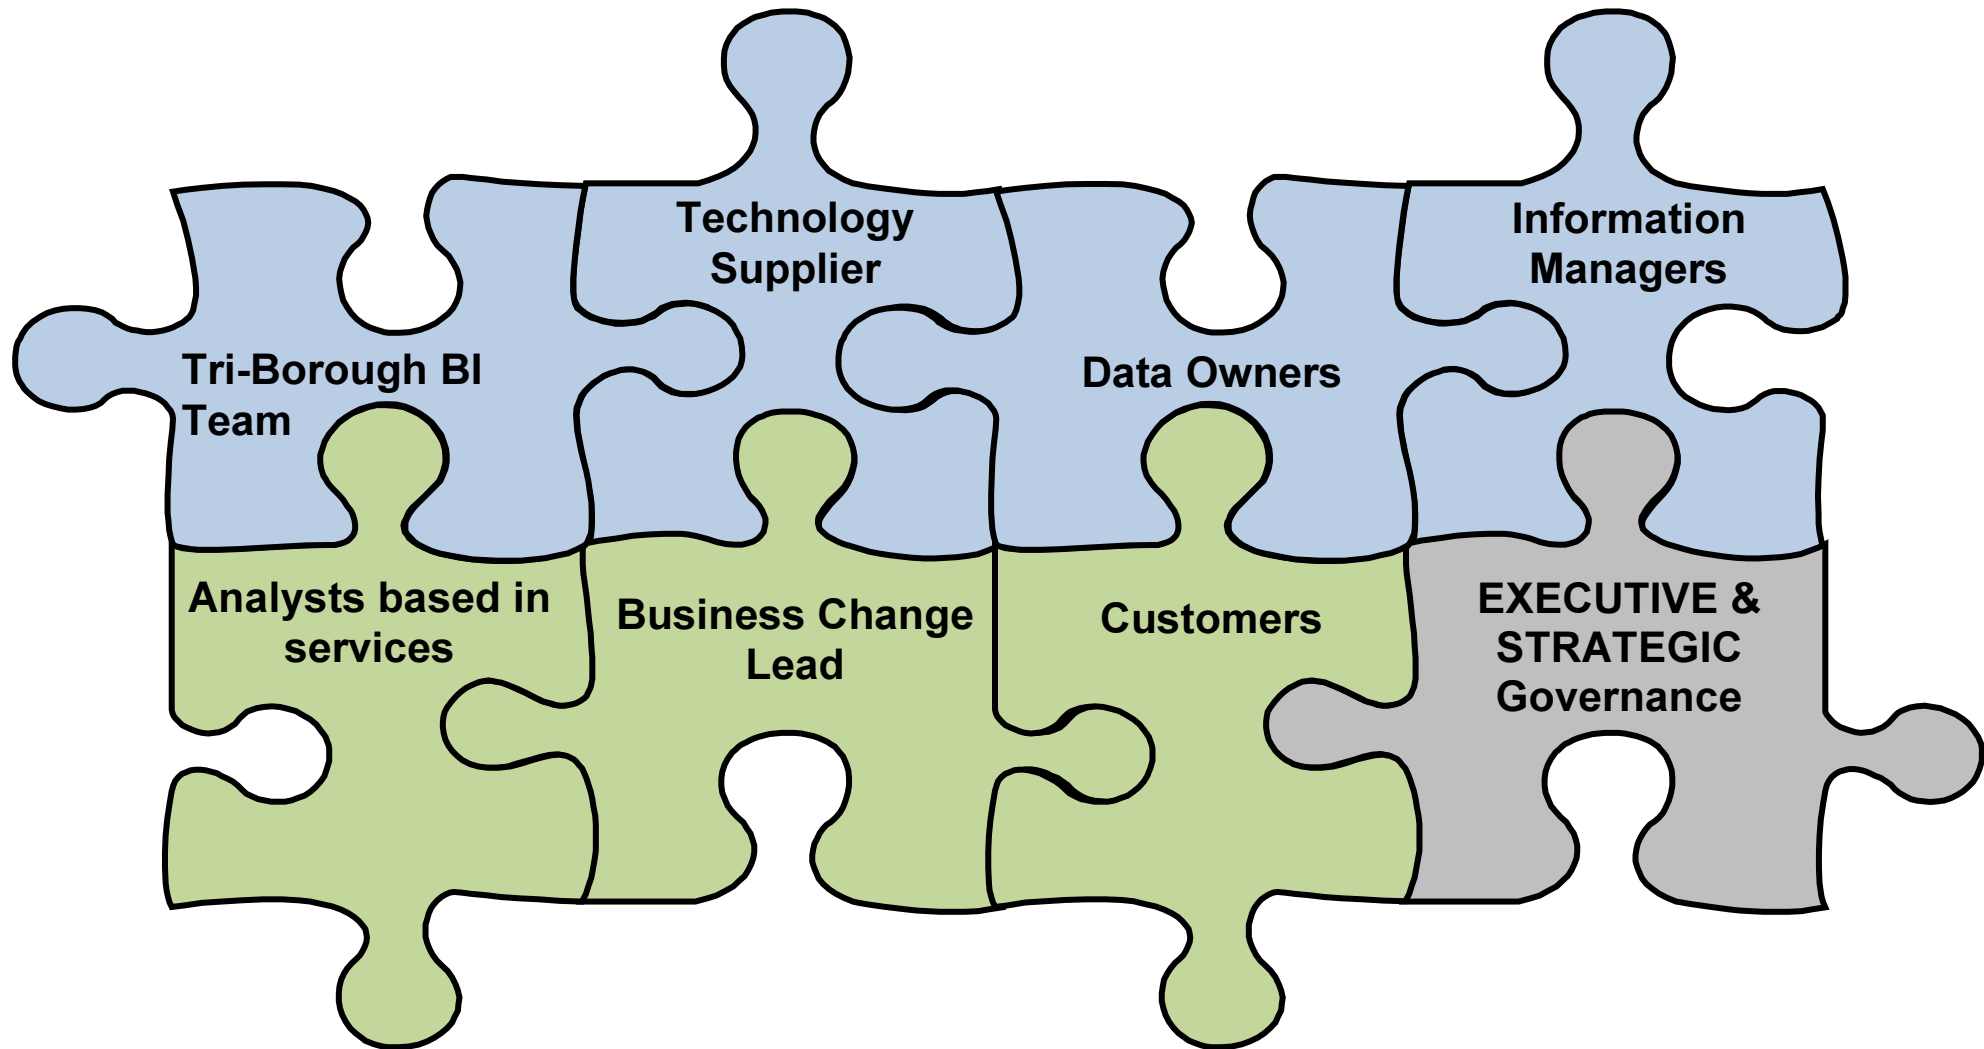 Technology
Supplier
Information
Managers
Tri-Borough BI
Team
Data Owners
Analysts based in
services
Business Change
Lead
Customers
EXECUTIVE &
STRATEGIC
Governance